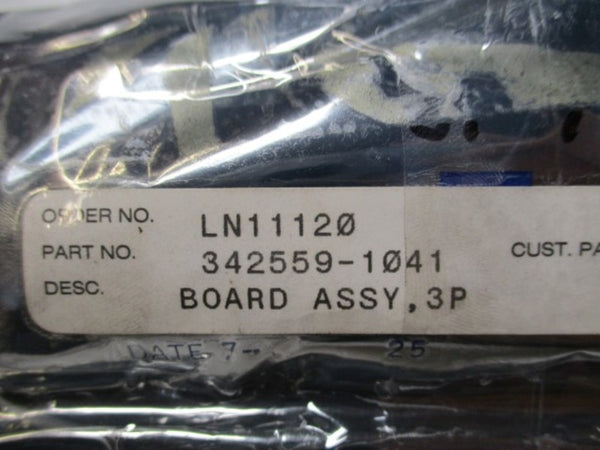 ORDER NO. LN11120
PART NO. 342559-1041 CUST. PA
DESC. BOARD ASSY,3P
DATE 7- 25